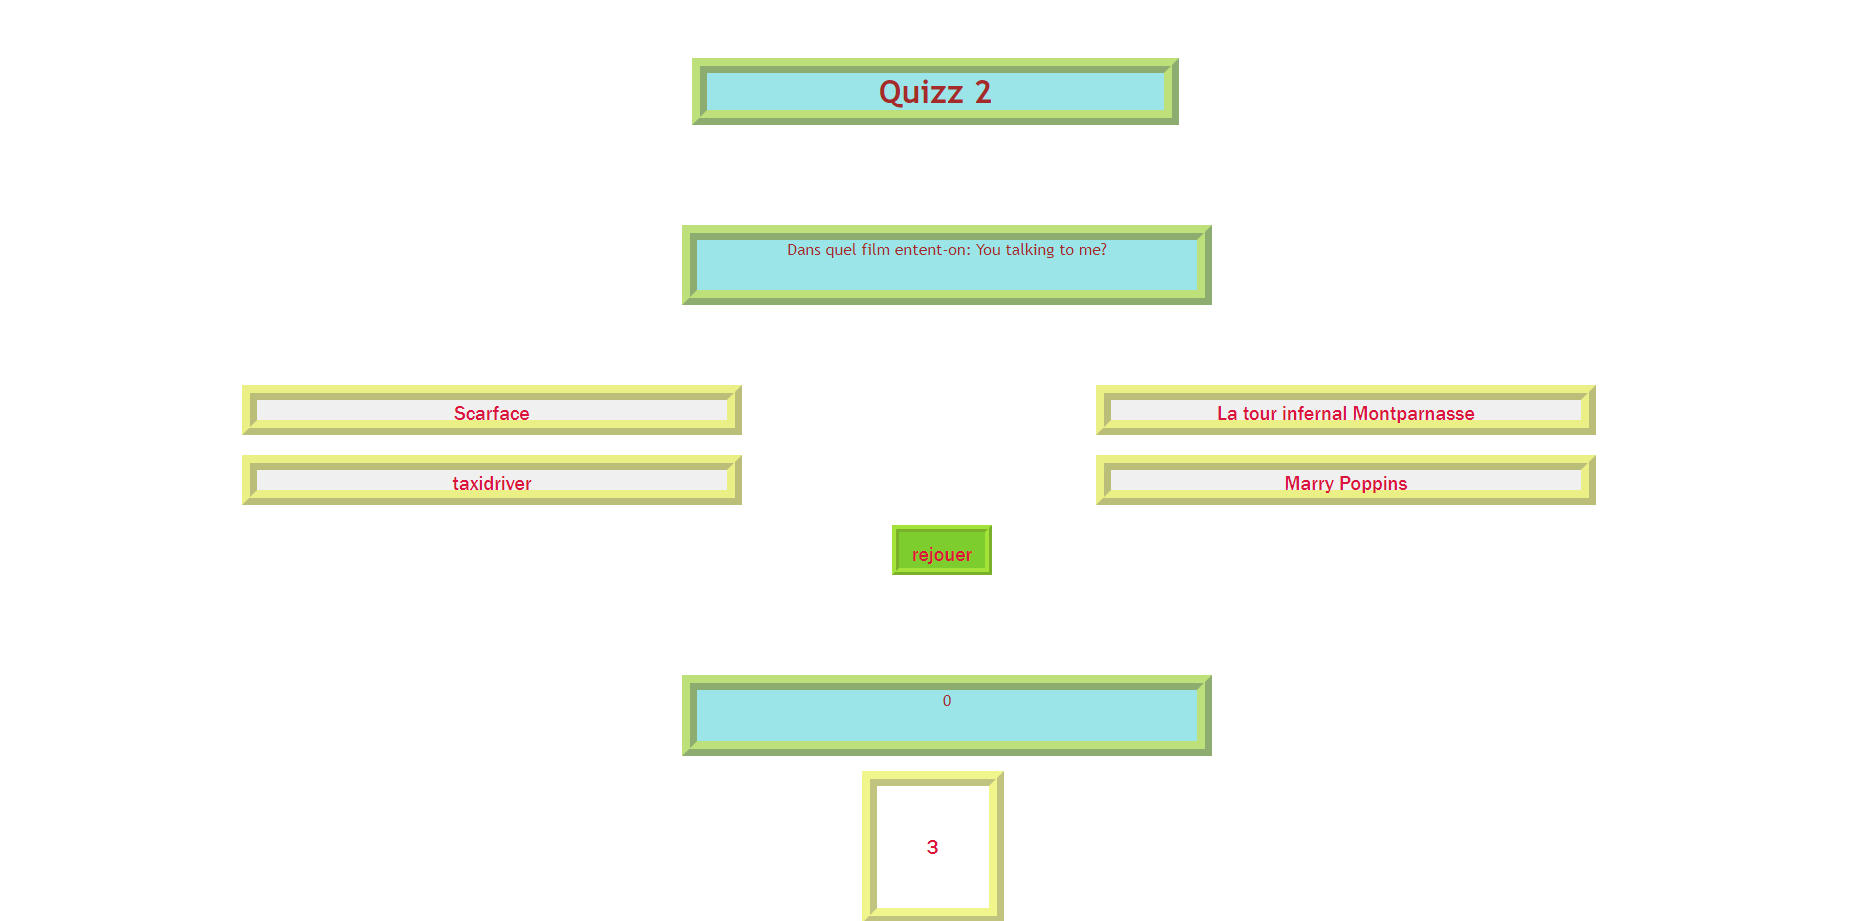 Quizz 2
Dans quel film entent-on: You talking to me?
Scarface
La tour infernal Montparnasse
taxidriver
Marry Poppins
rejouer
0
3